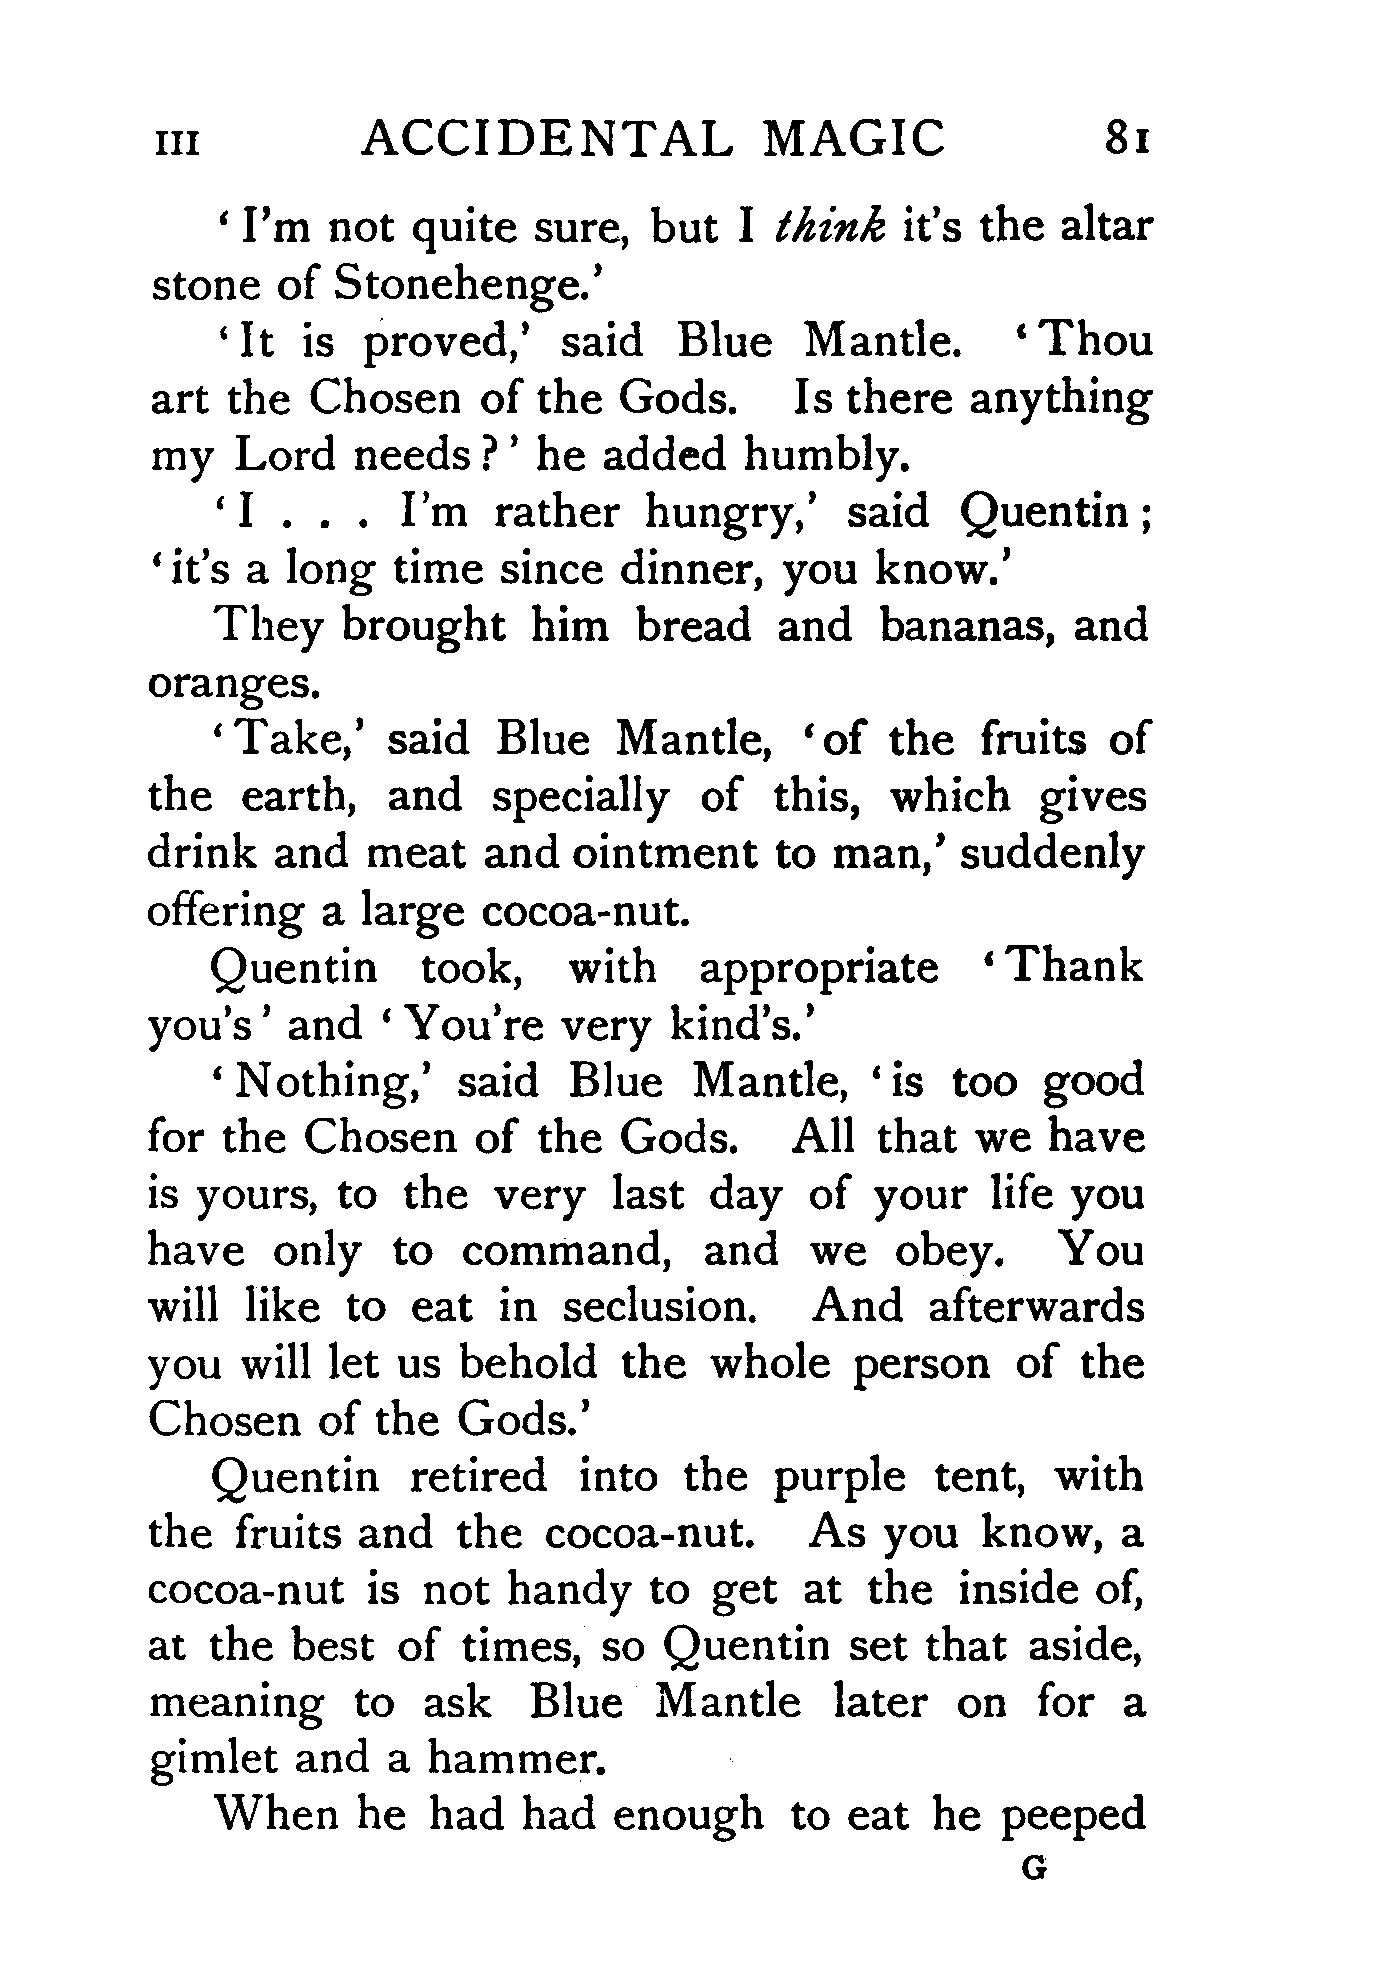 III ACCIDENTAL MAGIC 81
‘I’m not quite sure, but I think it’s the altar
stone of Stonehenge.’
‘It is proved,’ said Blue Mantle. ‘Thou
art the Chosen of the Gods. Is there anything
my Lord needs?’ he added humbly.
‘I . . . I’m rather hungry,’ said Quentin;
‘it’s a long time since dinner, you know.’
They brought him bread and bananas, and
oranges.
‘Take,’ said Blue Mantle, ‘of the fruits of
the earth, and specially of this, which gives
drink and meat and ointment to man,’ suddenly
offering a large cocoa-nut.
Quentin took, with appropriate ‘Thank
you’s’ and ‘You’re very kind’s.’
‘Nothing,’ said Blue Mantle, ‘is too good
for the Chosen of the Gods. All that we have
is yours, to the very last day of your life you
have only to command, and we obey. You
will like to eat in seclusion. And afterwards
you will let us behold the whole person of the
Chosen of the Gods.’
Quentin retired into the purple tent, with
the fruits and the cocoa-nut. As you know, a
cocoa-nut is not handy to get at the inside of,
at the best of times, so Quentin set that aside,
meaning to ask Blue Mantle later on for a
gimlet and a hammer.
When he had had enough to eat he peeped
G